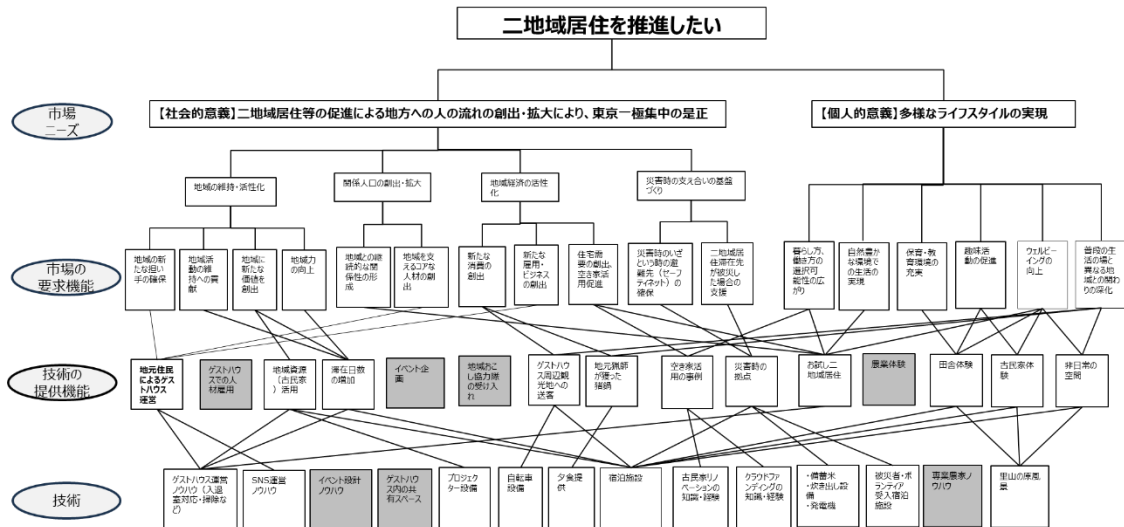 二地域居住を推進したい
市場
ニーズ
【社会的意義】二地域居住等の促進による地方への人の流れの創出・拡大により、東京一極集中の是正
【個人的意義】多様なライフスタイルの実現
地域の維持・活性化
関係人口の創出・拡大
地域経済の活性
化
災害時の支え合いの基盤
づくり
市場の
要求機能
地域の新
たな担い
手の確保
地域活
動の維
持への貢
献
地域に新
たな価値を
創出
地域力
の向上
地域との継
続的な関
係性の形
成
地域を支
えるコアな
人材の創
出
新たな
消費の
創出
新たな
雇用・ビ
ジネスの
創出
住宅需
要の創出、
空き家活
用促進
災害時のいざ
という時の避
難先（セーフ
ティネット）の
確保
二地域居
住滞在先
が被災し
た場合の
支援
暮らし方、
働き方の
選択可
能性の広
がり
自然豊か
な環境で
の生活の
実現
保育・教
育環境の
充実
趣味活
動の促進
ウェルビー
イングの
向上
普段の生
活の場と
異なる地
域との関わ
りの深化
技術の
提供機能
地元住民
によるゲスト
ハウス
運営
ゲストハウ
スでの人
材雇用
地域資源
（古民家
）活用
滞在日数
の増加
イベント企
画
地域おこ
し協力隊
の受け入
れ
ゲストハウ
ス周辺観
光地への
送客
地元猟師
が獲った
猪鍋
空き家活
用の事例
災害時の
拠点
お試し二
地域居住
農業体験
田舎体験
古民家体
験
非日常の
空間
技術
ゲストハウス運営
ノウハウ（入退
室対応・掃除な
ど）
SNS運営
ノウハウ
イベント設計
ノウハウ
ゲストハウ
ス内の共
有スペース
プロジェク
ター設備
自転車
設備
夕食提
供
宿泊施設
古民家リノ
ベーションの
知識・経験
クラウドファ
ンディングの
知識・経験
・備蓄米
・炊き出し設
備
・発電機
被災者・ボ
ランティア
受入宿泊
施設
専業農家ノ
ウハウ
里山の原風
景